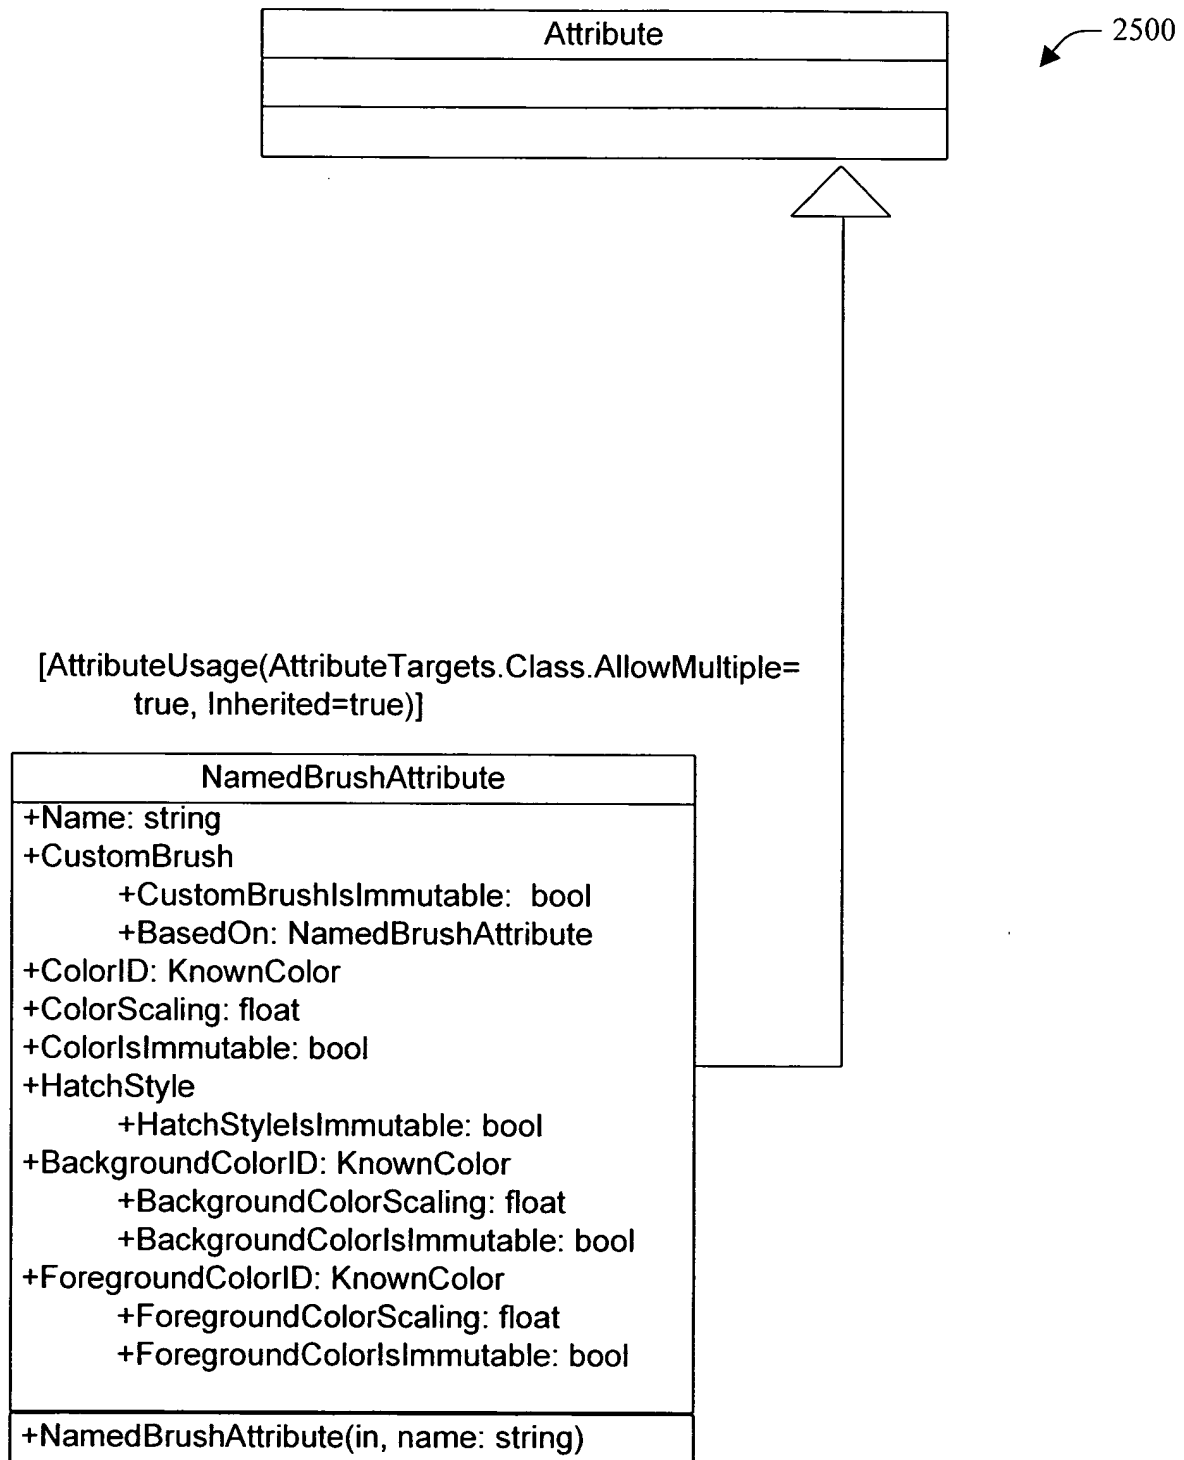 Attribute
2500
[AttributeUsage(AttributeTargets.Class.AllowMultiple=
true, Inherited=true)]
NamedBrushAttribute
+Name: string
+CustomBrush
+CustomBrushIsImmutable: bool
+BasedOn: NamedBrushAttribute
+ColorID: KnownColor
+ColorScaling: float
+ColorIsImmutable: bool
+HatchStyle
+HatchStyleIsImmutable: bool
+BackgroundColorID: KnownColor
+BackgroundColorScaling: float
+BackgroundColorIsImmutable: bool
+ForegroundColorID: KnownColor
+ForegroundColorScaling: float
+ForegroundColorIsImmutable: bool
+NamedBrushAttribute(in, name: string)